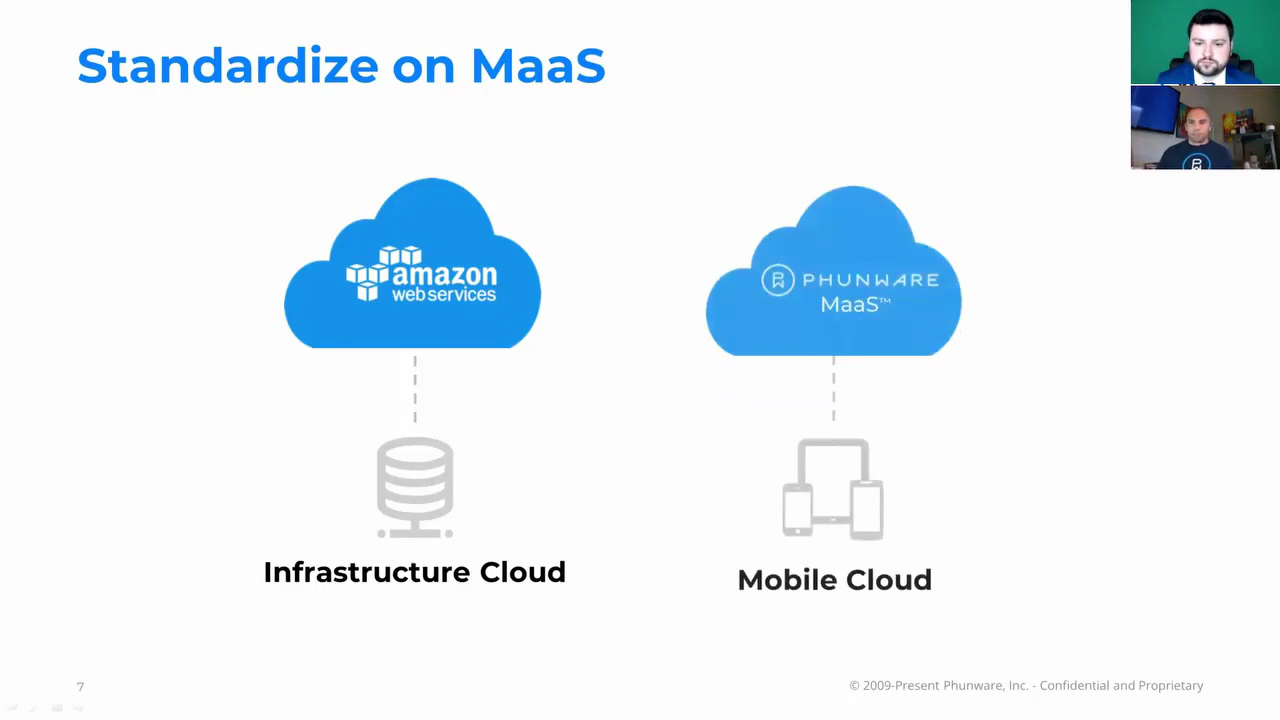 Standardize on MaaS
amazon
web services
PHUNWARE
MaaS™
Infrastructure Cloud
Mobile Cloud
7
© 2009-Present Phunware, Inc. - Confidential and Proprietary